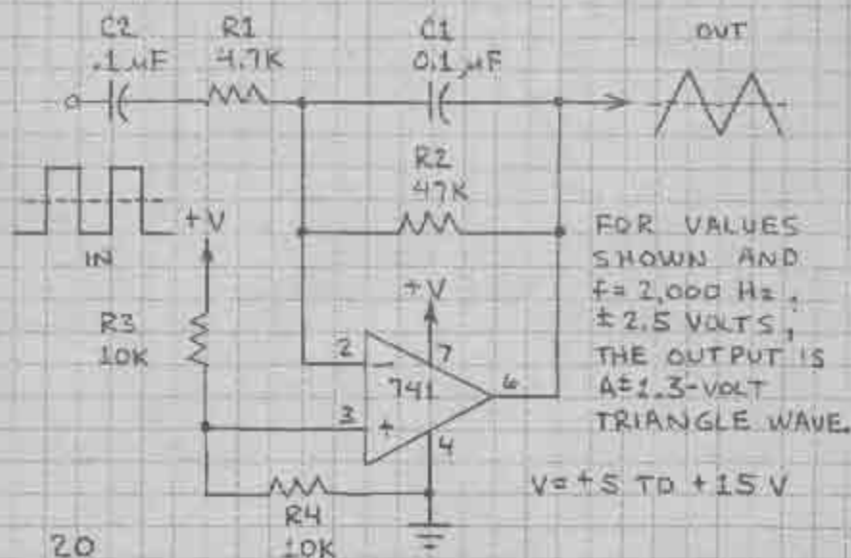 C2
.1 µF
R1
4.7K
C1
0.1 µF
OUT
R2
47K
+V
IN
R3
10K
+V
2
7
741
6
3
4
-
+
FOR VALUES
SHOWN AND
f= 2,000 Hz,
± 2.5 VOLTS,
THE OUTPUT IS
A ±1.3-VOLT
TRIANGLE WAVE.
V= +5 TO +15 V
R4
10K
20